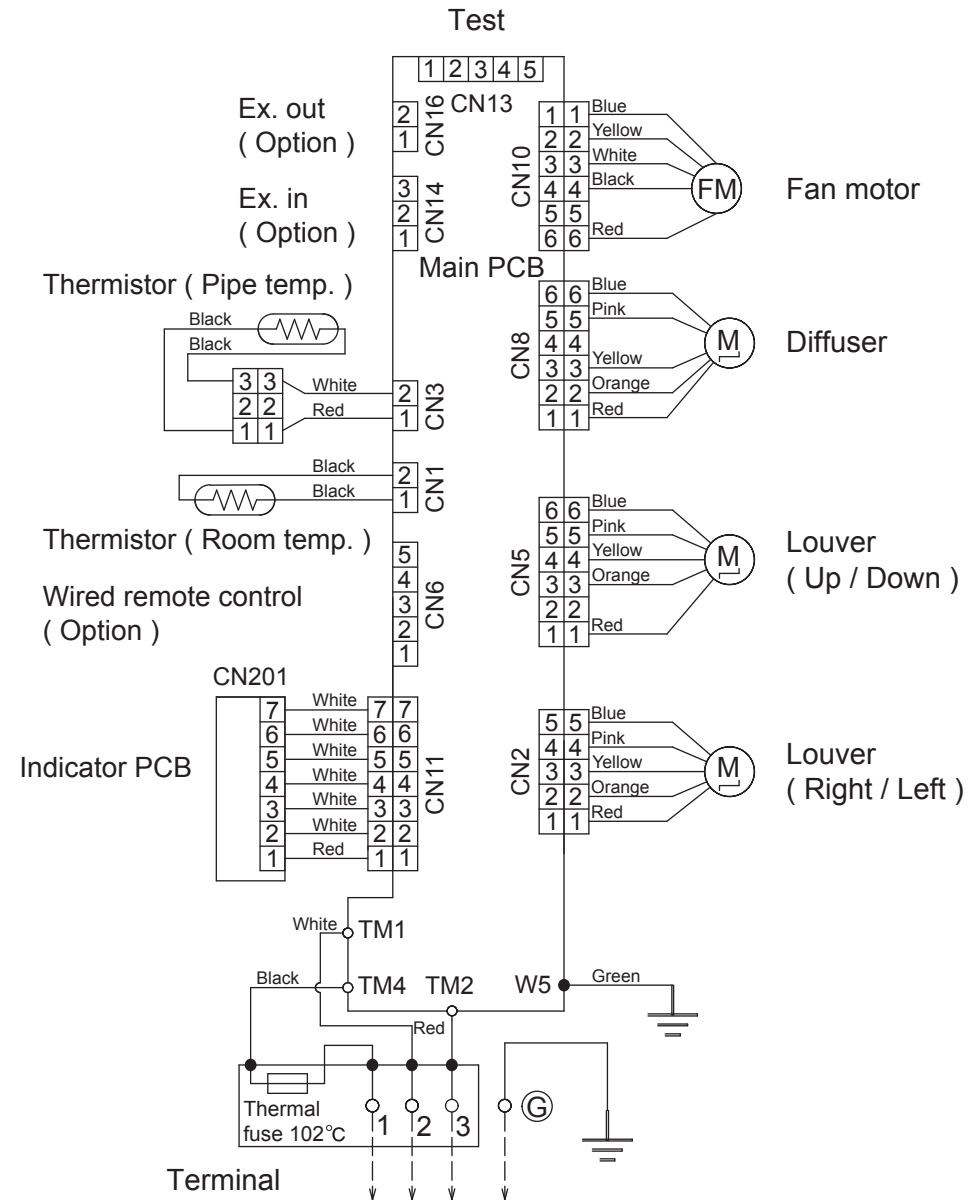 Test
1 2 3 4 5
CN13
Ex. out
( Option )
2
1
CN16
Ex. in
( Option )
3
2
1
CN14
Main PCB
Thermistor ( Pipe temp. )
Black
Black
3 3
2 2
1 1
White
Red
2
1
CN3
Black
Black
2
1
CN1
Thermistor ( Room temp. )
Wired remote control
( Option )
5
4
3
2
1
CN6
CN201
Indicator PCB
7 White 7 7
6 White 6 6
5 White 5 5
4 White 4 4
3 White 3 3
2 White 2 2
1 Red 1 1
CN11
CN10
1 1 Blue
2 2 Yellow
3 3 White
4 4 Black
5 5
6 6 Red
FM
Fan motor
CN8
6 6 Blue
5 5 Pink
4 4
3 3 Yellow
2 2 Orange
1 1 Red
M
Diffuser
CN5
6 6 Blue
5 5 Pink
4 4 Yellow
3 3 Orange
2 2
1 1 Red
M
Louver
( Up / Down )
CN2
5 5 Blue
4 4 Pink
3 3 Yellow
2 2 Orange
1 1 Red
M
Louver
( Right / Left )
White TM1
Black TM4 TM2 W5 Green
Red
Thermal
fuse 102℃
1 2 3 G
Terminal